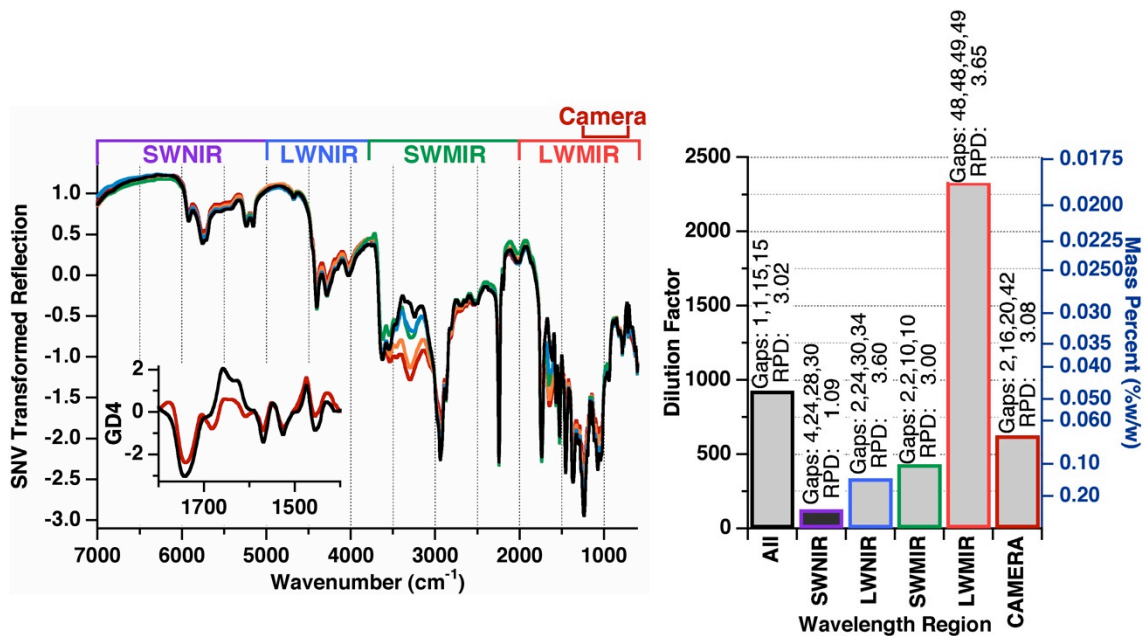 Camera
SWNIR LWNIR SWMIR LWMIR
SNV Transformed Reflection
1.0
0.5
0.0
-0.5
-1.0
-1.5
-2.0
-2.5
-3.0
GD4
2
0
-2
1700 1500
7000 6000 5000 4000 3000 2000 1000
Wavenumber (cm⁻¹)
Dilution Factor
2500
2000
1500
1000
500
0
Gaps: 1,1,15,15
RPD: 3.02
Gaps: 4,24,28,30
RPD: 1.09
Gaps: 2,24,30,34
RPD: 3.60
Gaps: 2,2,10,10
RPD: 3.00
Gaps: 48,48,49,49
RPD: 3.65
Gaps: 2,16,20,42
RPD: 3.08
0.0175
0.0200
0.0225
0.0250
0.030
0.035
0.040
0.050
0.060
0.10
0.20
Mass Percent (%w/w)
All
SWNIR
LWNIR
SWMIR
LWMIR
CAMERA
Wavelength Region